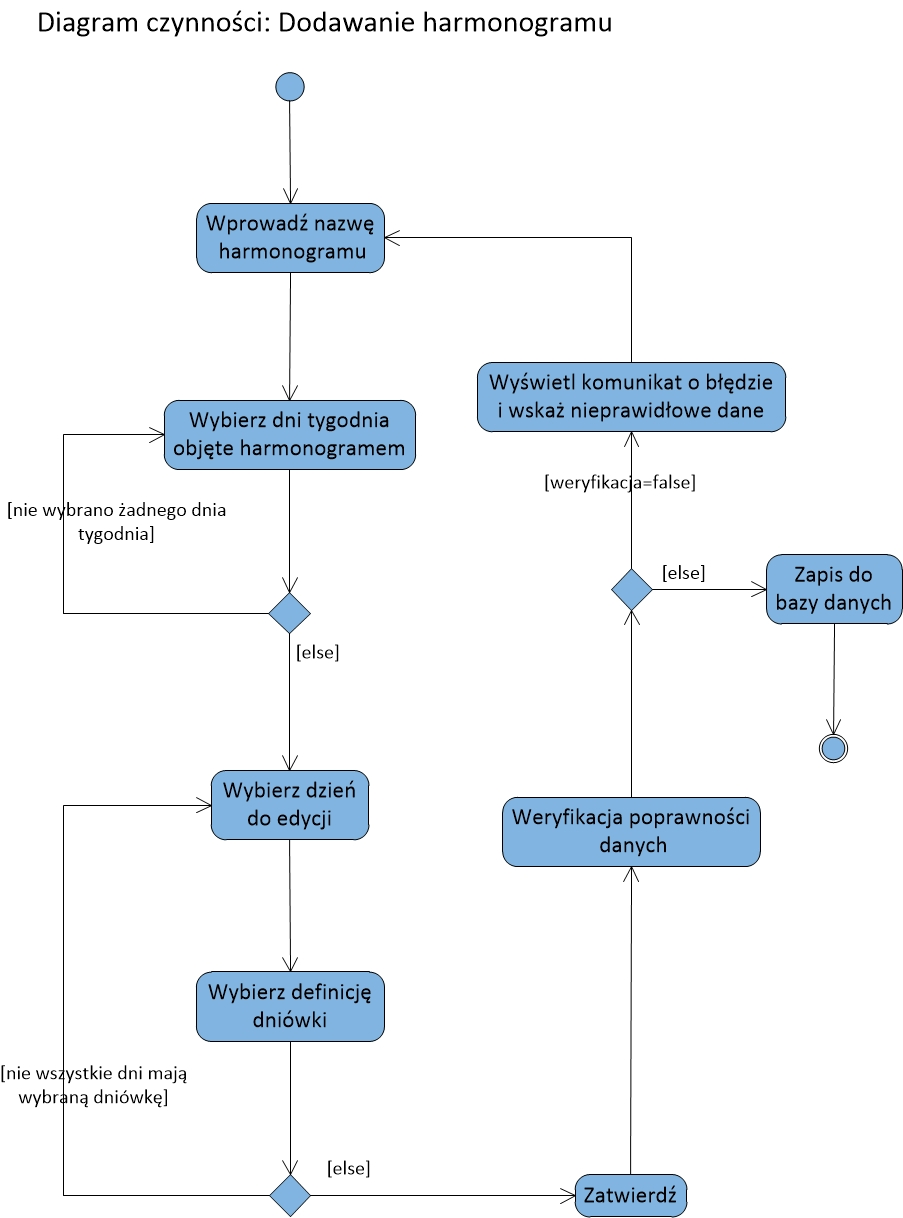 Diagram czynności: Dodawanie harmonogramu
Wprowadź nazwę
harmonogramu
Wybierz dni tygodnia
objęte harmonogramem
[nie wybrano żadnego dnia
tygodnia]
[else]
Wybierz dzień
do edycji
Wybierz definicję
dniówki
[nie wszystkie dni mają
wybraną dniówkę]
[else]
Zatwierdź
Weryfikacja poprawności
danych
[weryfikacja=false]
[else]
Wyświetl komunikat o błędzie
i wskaż nieprawidłowe dane
Zapis do
bazy danych